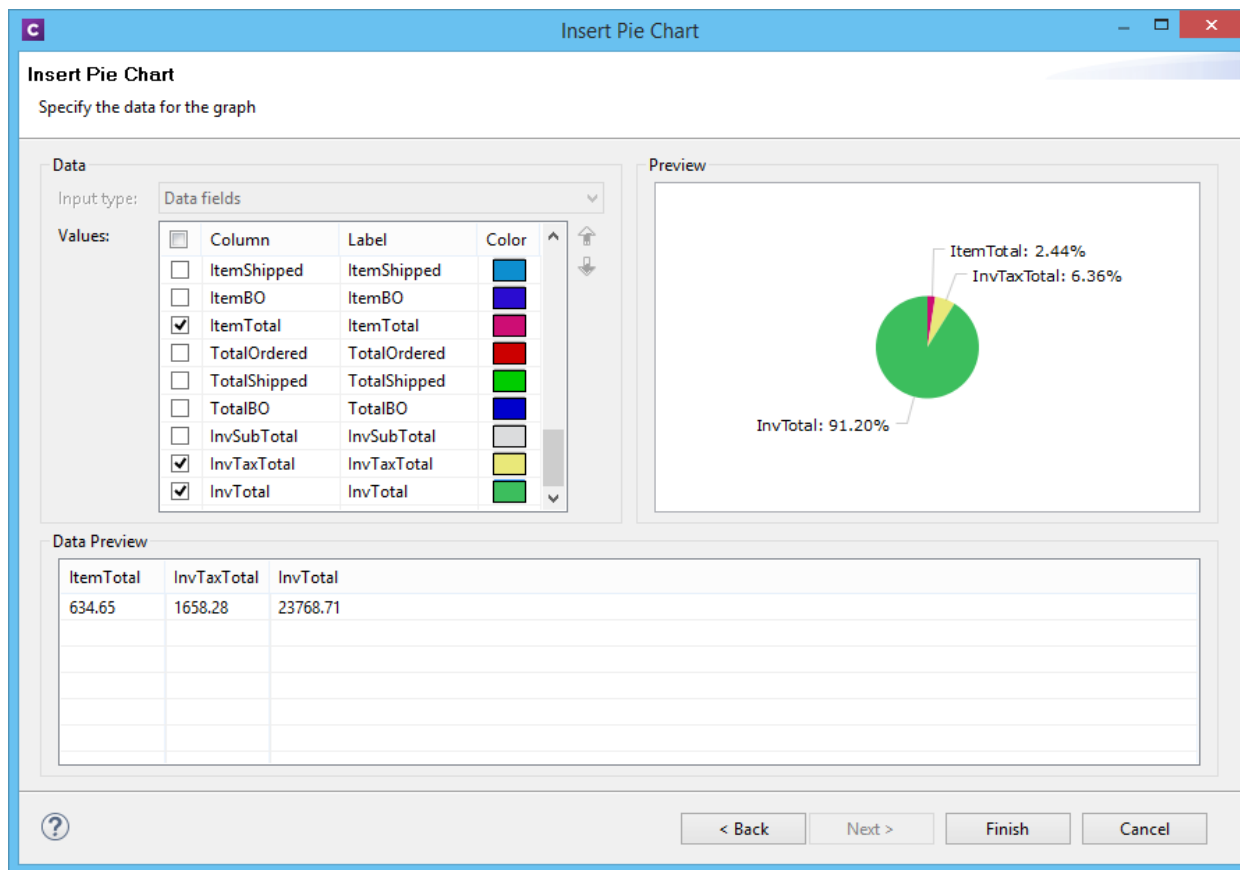 C
Insert Pie Chart
Insert Pie Chart
Specify the data for the graph
Data
Input type: Data fields
Values:
Column Label Color
ItemShipped ItemShipped
ItemBO ItemBO
ItemTotal ItemTotal
TotalOrdered TotalOrdered
TotalShipped TotalShipped
TotalBO TotalBO
InvSubTotal InvSubTotal
InvTaxTotal InvTaxTotal
InvTotal InvTotal
Preview
ItemTotal: 2.44%
InvTaxTotal: 6.36%
InvTotal: 91.20%
Data Preview
ItemTotal InvTaxTotal InvTotal
634.65 1658.28 23768.71
? < Back Next > Finish Cancel